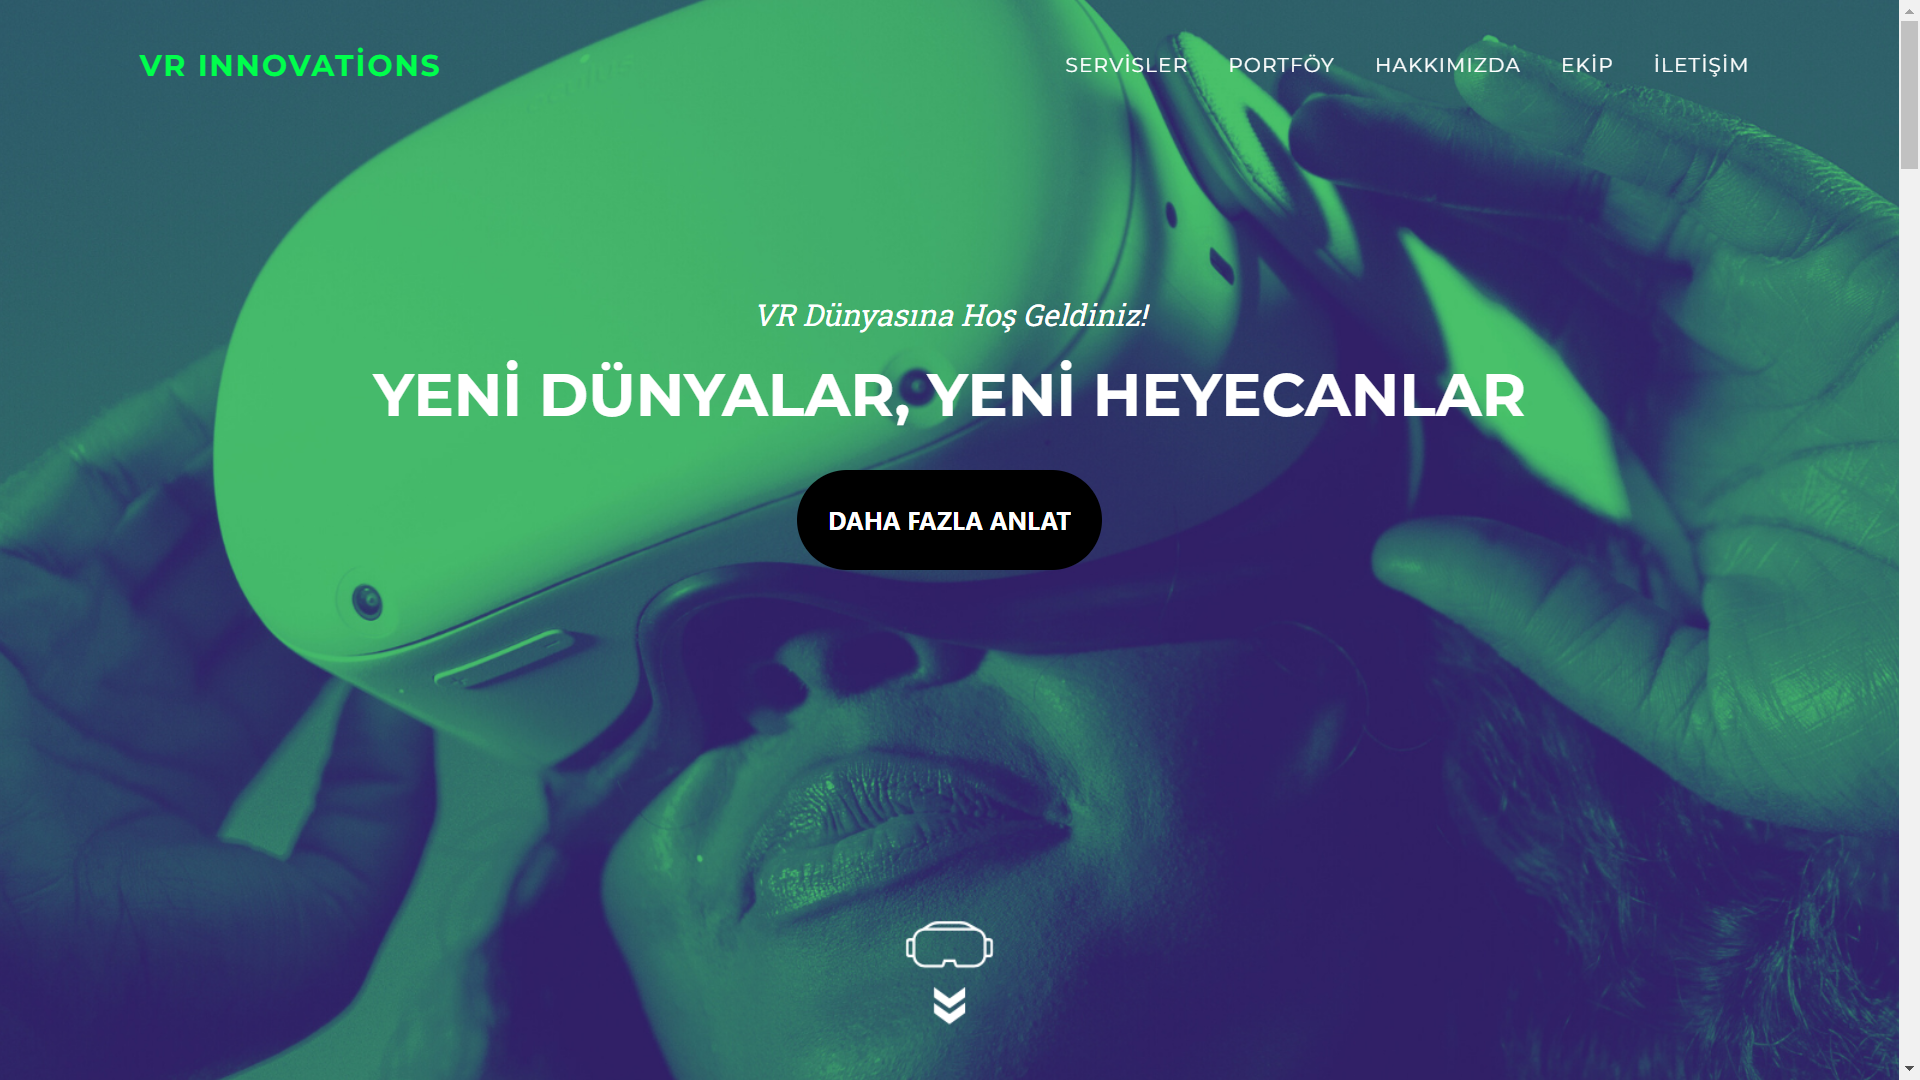 VR INNOVATİONS
SERVİSLER PORTFÖY HAKKIMIZDA EKİP İLETİŞİM
VR Dünyasına Hoş Geldiniz!
YENİ DÜNYALAR, YENİ HEYECANLAR
DAHA FAZLA ANLAT